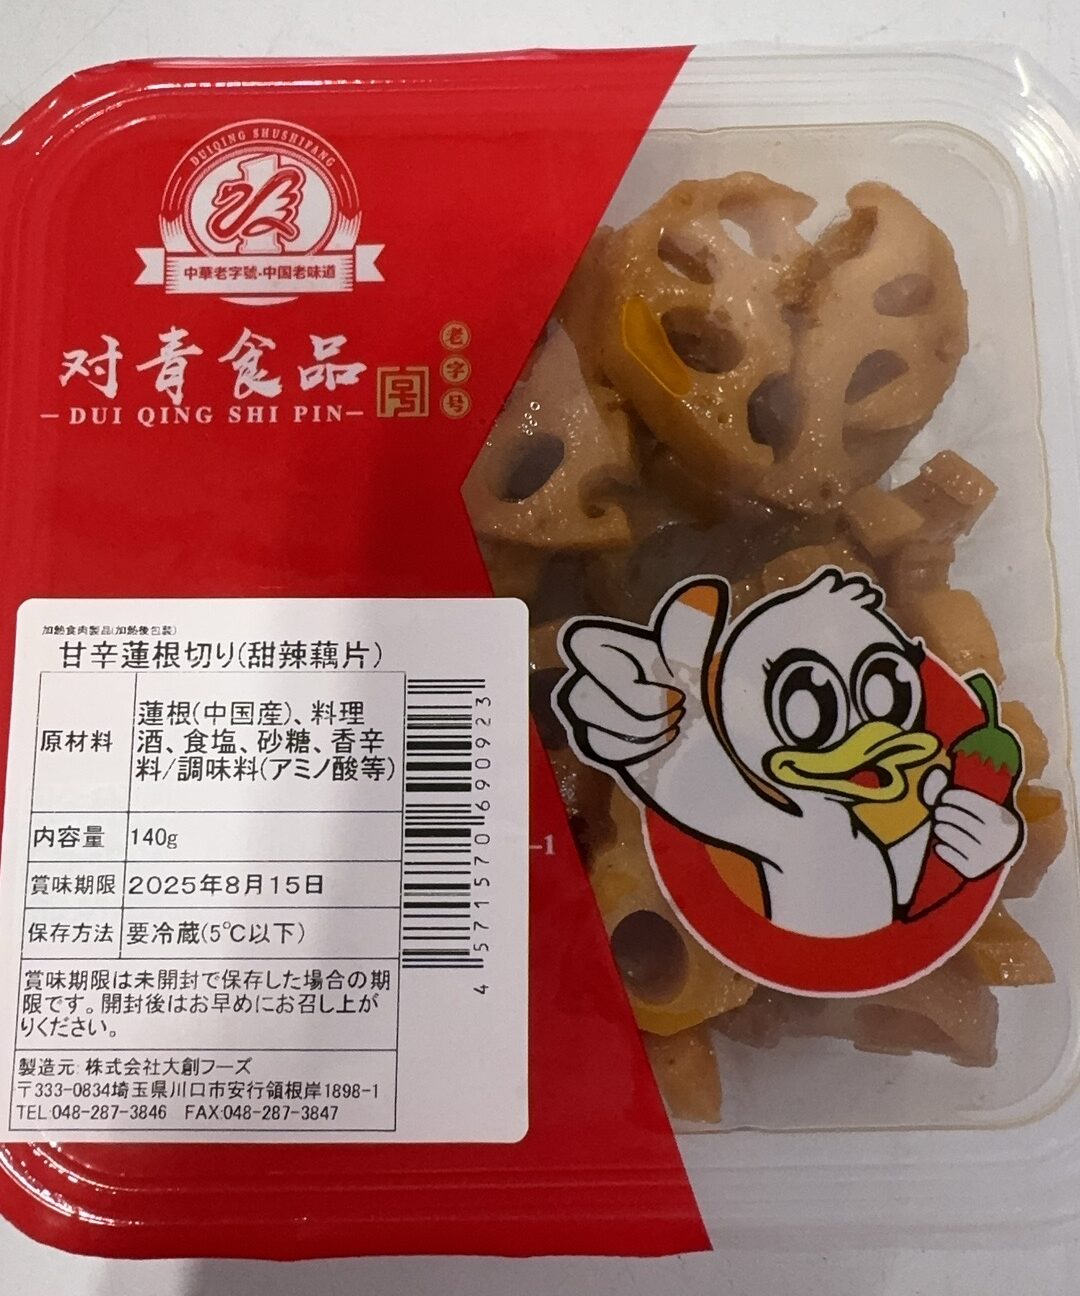 DUIQING SHUSHIFANG
中華老字號·中国老味道
对青食品
老字号
DUI QING SHI PIN
加熱食肉製品(加熱後包装)
甘辛蓮根切り(甜辣藕片)
原材料
蓮根(中国産)、料理
酒、食塩、砂糖、香辛
料/調味料(アミノ酸等)
内容量
140g
賞味期限
2025年8月15日
保存方法
要冷蔵(5℃以下)
賞味期限は未開封で保存した場合の期
限です。開封後はお早めにお召し上が
りください。
製造元: 株式会社大創フーズ
〒333-0834埼玉県川口市安行領根岸1898-1
TEL:048-287-3846 FAX:048-287-3847
4571570690923
-1